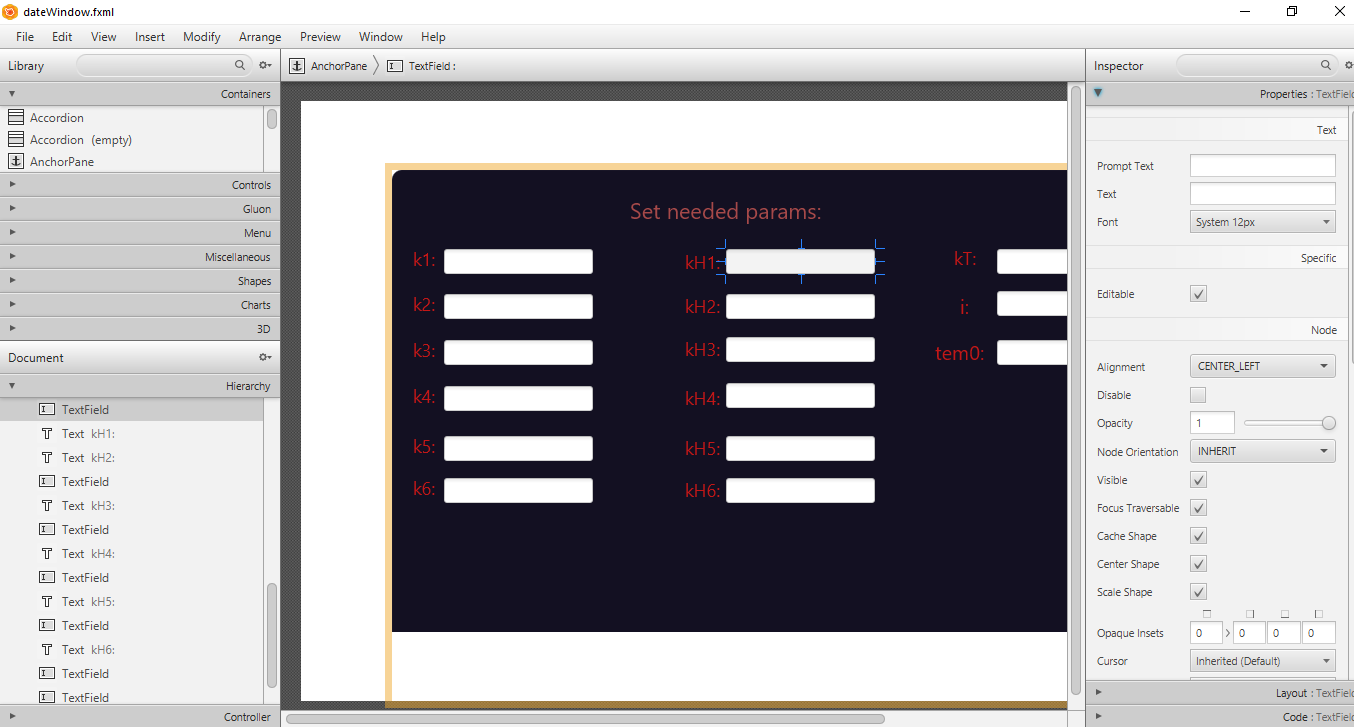 dateWindow.fxml
File Edit View Insert Modify Arrange Preview Window Help
Library
Containers
Accordion
Accordion (empty)
AnchorPane
Controls
Gluon
Menu
Miscellaneous
Shapes
Charts
3D
Document
Hierarchy
TextField
Text kH1:
Text kH2:
TextField
Text kH3:
TextField
Text kH4:
TextField
Text kH5:
TextField
Text kH6:
TextField
TextField
Controller
AnchorPane TextField :
Set needed params:
k1: kH1: kT:
k2: kH2: i:
k3: kH3: tem0:
k4: kH4:
k5: kH5:
k6: kH6:
Inspector
Properties : TextField
Text
Prompt Text
Text
Font System 12px
Specific
Editable
Node
Alignment CENTER_LEFT
Disable
Opacity 1
Node Orientation INHERIT
Visible
Focus Traversable
Cache Shape
Center Shape
Scale Shape
Opaque Insets 0 0 0 0
Cursor Inherited (Default)
Layout : TextField
Code : TextField